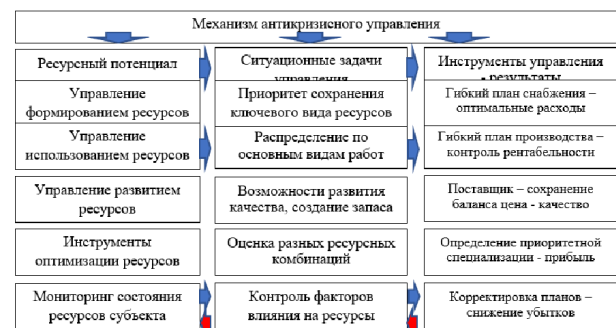 Механизм антикризисного управления
Ресурсный потенциал
Ситуационные задачи
управления
Инструменты управления
- результаты
Управление
формированием ресурсов
Приоритет сохранения
ключевого вида ресурсов
Гибкий план снабжения –
оптимальные расходы
Управление
использованием ресурсов
Распределение по
основным видам работ
Гибкий план производства –
контроль рентабельности
Управление развитием
ресурсов
Возможности развития
качества, создание запаса
Поставщик – сохранение
баланса цена - качество
Инструменты
оптимизации ресурсов
Оценка разных ресурсных
комбинаций
Определение приоритетной
специализации - прибыль
Мониторинг состояния
ресурсов субъекта
Контроль факторов
влияния на ресурсы
Корректировка планов –
снижение убытков